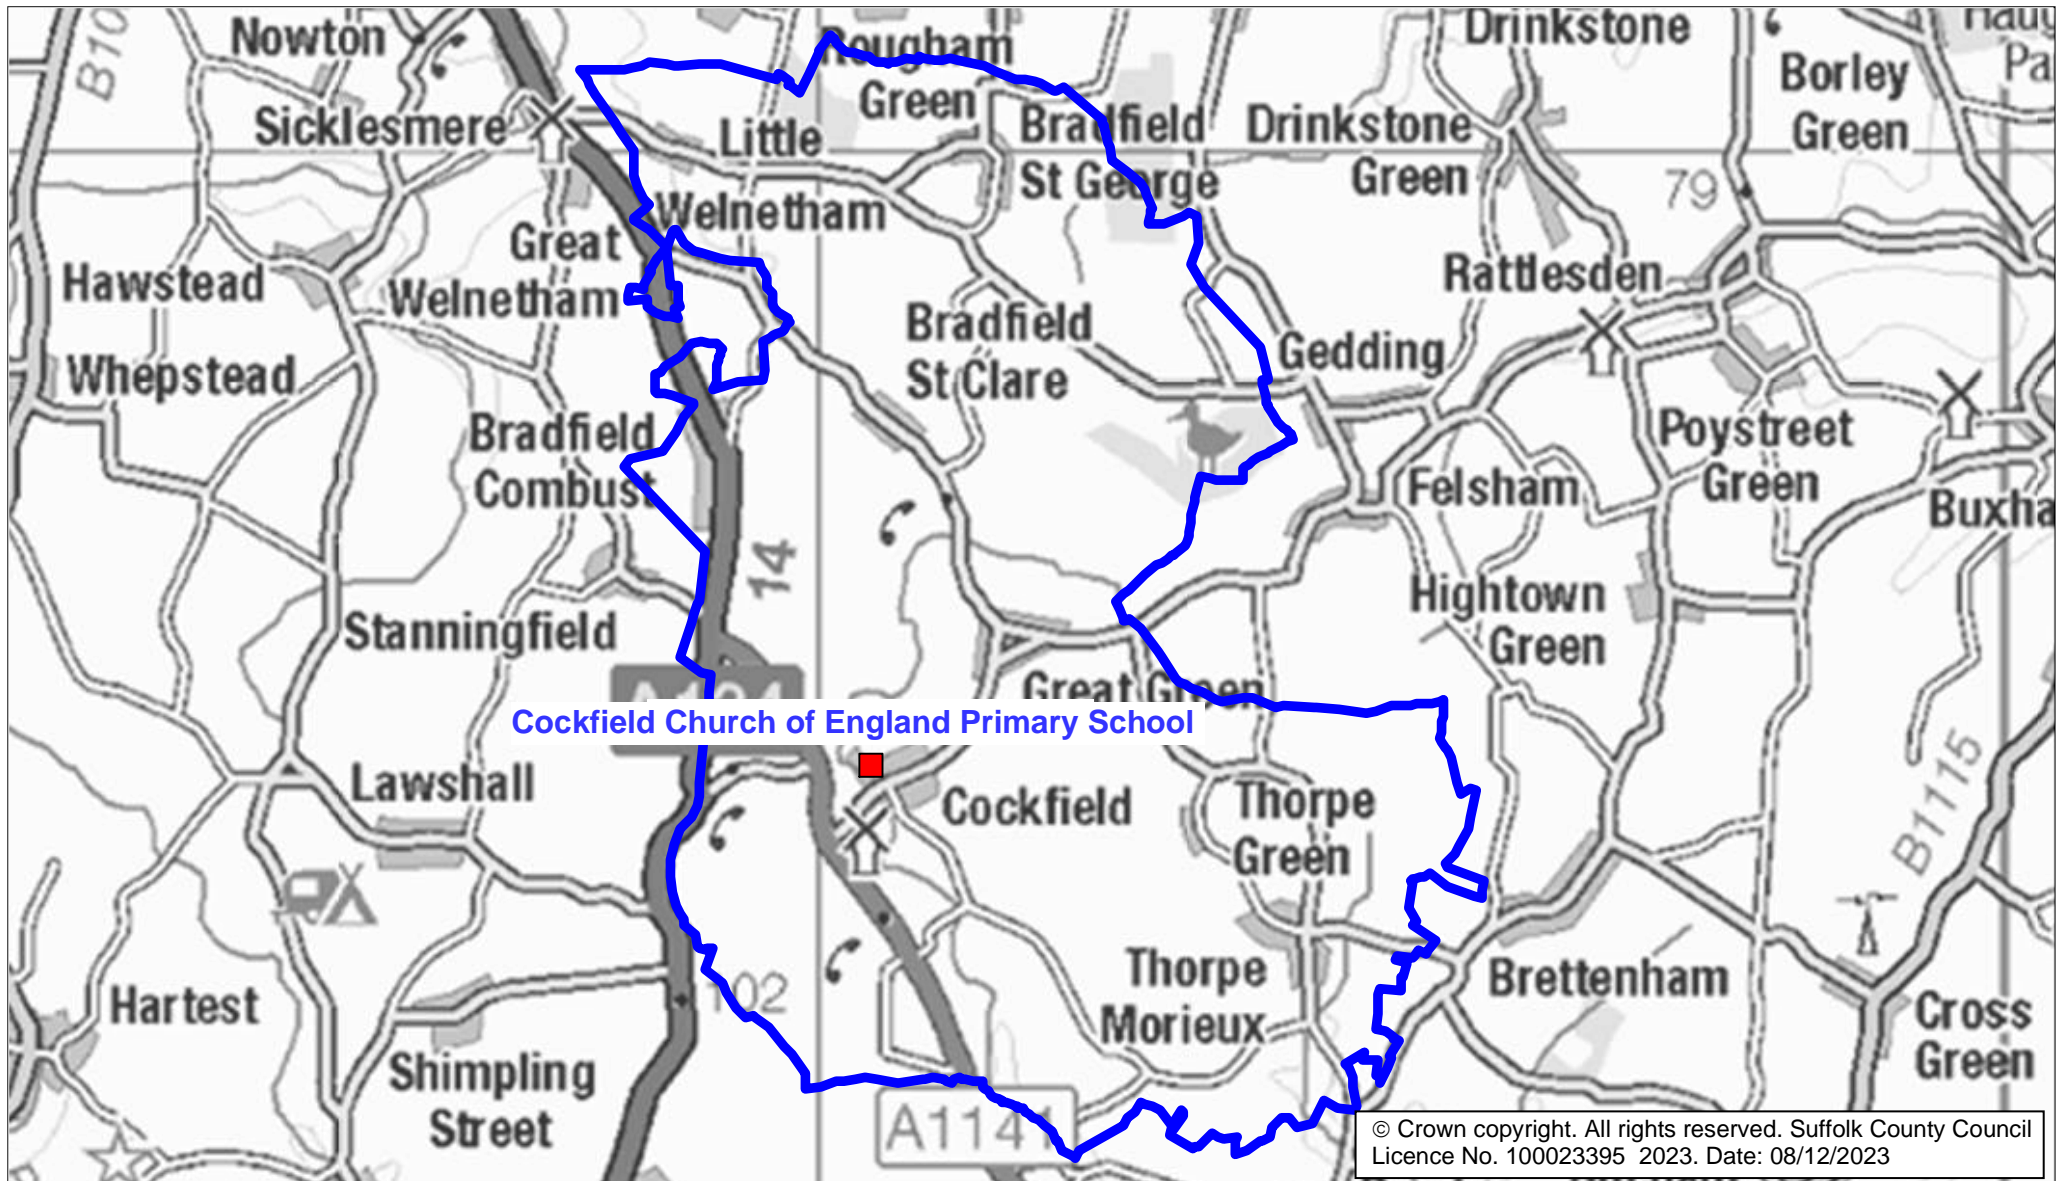 Nowton
B10
Rougham
Green
Drinkstone
Borley
Green
Pa
Sicklesmere
Little
Welnetham
Bradfield
St George
Drinkstone
Green
79
Great
Welnetham
Hawstead
Rattlesden
Whepstead
Bradfield
St Clare
Gedding
Bradfield
Combust
Poystreet
Green
Felsham
Buxha
14
Hightown
Green
Stanningfield
Great Green
Cockfield Church of England Primary School
Lawshall
Cockfield
Thorpe
Green
B1115
Thorpe
Morieux
Brettenham
102
Hartest
Cross
Green
Shimpling
Street
A1141
© Crown copyright. All rights reserved. Suffolk County Council
Licence No. 100023395 2023. Date: 08/12/2023